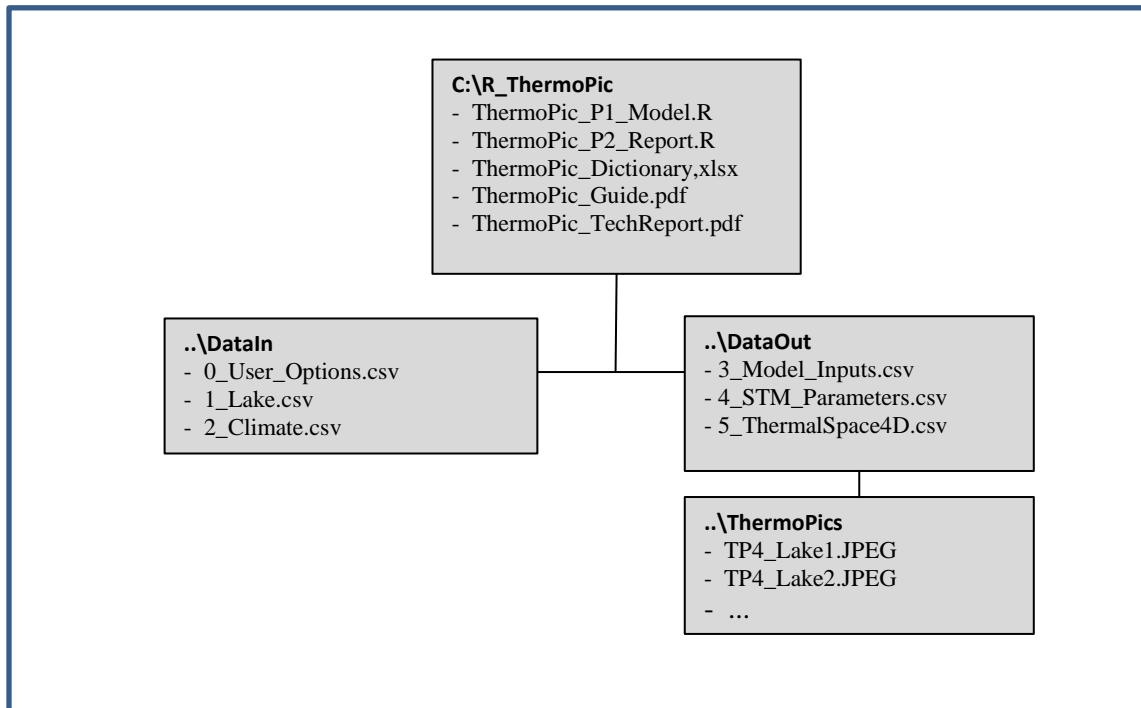 C:\R_ThermoPic
- ThermoPic_P1_Model.R
- ThermoPic_P2_Report.R
- ThermoPic_Dictionary,xlsx
- ThermoPic_Guide.pdf
- ThermoPic_TechReport.pdf
..\DataIn
- 0_User_Options.csv
- 1_Lake.csv
- 2_Climate.csv
..\DataOut
- 3_Model_Inputs.csv
- 4_STM_Parameters.csv
- 5_ThermalSpace4D.csv
..\ThermoPics
- TP4_Lake1.JPEG
- TP4_Lake2.JPEG
- ...